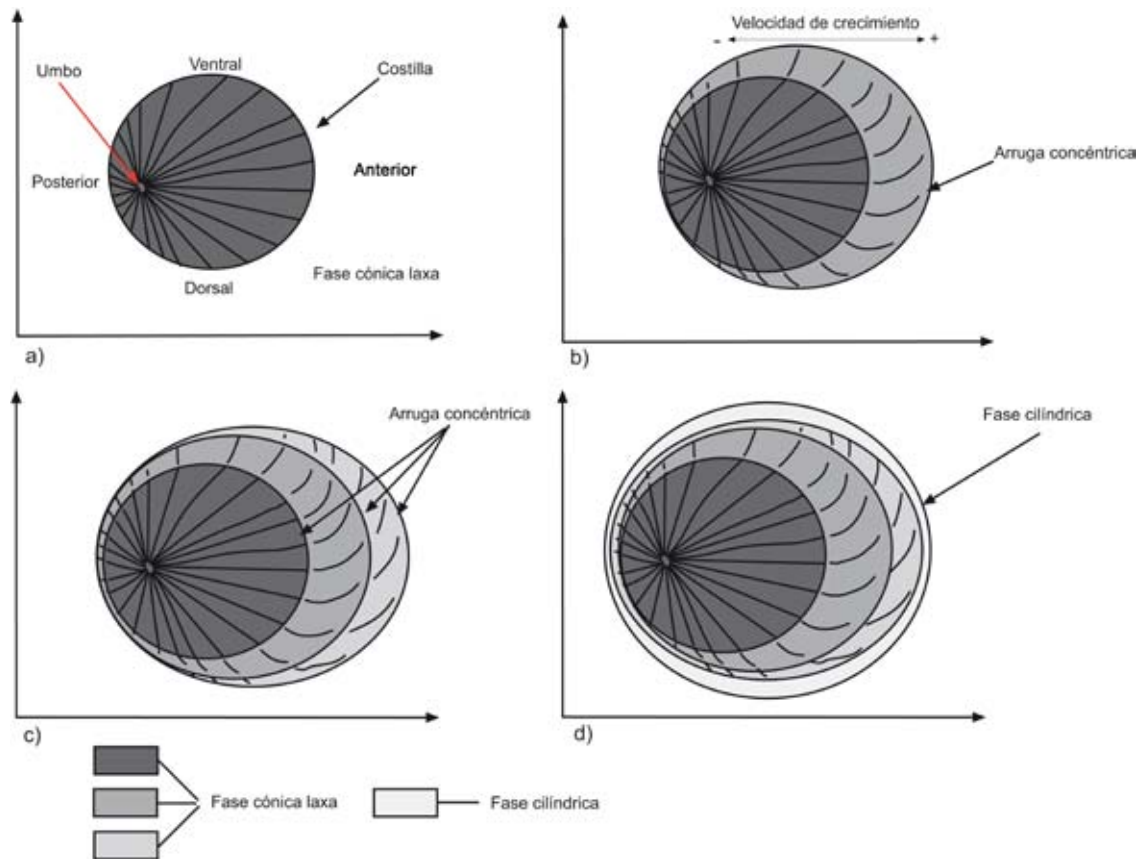 Umbo
Ventral
Costilla
Posterior
Anterior
Fase cónica laxa
Dorsal
a)
Velocidad de crecimiento
- +
Arruga concéntrica
b)
Arruga concéntrica
c)
Fase cilíndrica
d)
Fase cónica laxa
Fase cilíndrica